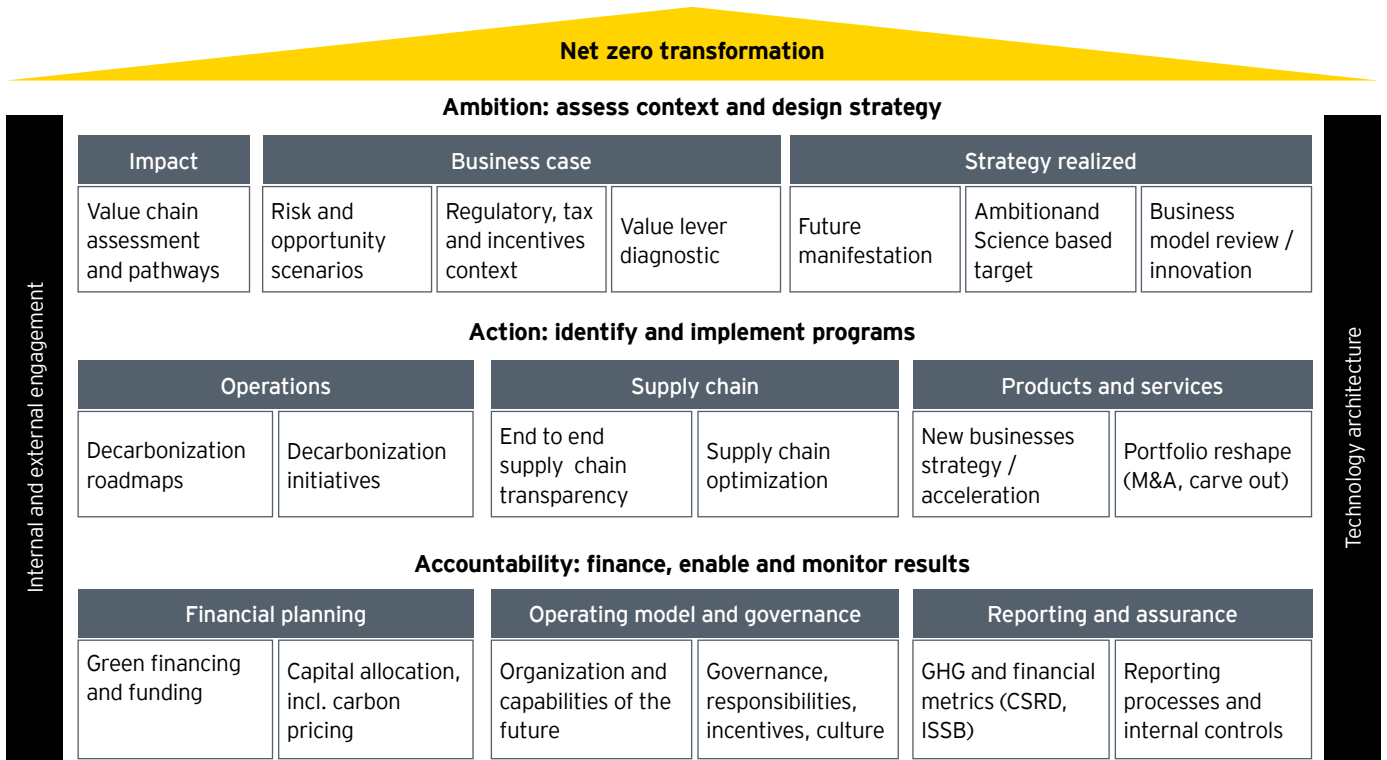 Net zero transformation
Ambition: assess context and design strategy
Impact
Business case
Strategy realized
Value chain
assessment
and pathways
Risk and
opportunity
scenarios
Regulatory, tax
and incentives
context
Value lever
diagnostic
Future
manifestation
Ambitionand
Science based
target
Business
model review /
innovation
Internal and external engagement
Technology architecture
Action: identify and implement programs
Operations
Supply chain
Products and services
Decarbonization
roadmaps
Decarbonization
initiatives
End to end
supply chain
transparency
Supply chain
optimization
New businesses
strategy /
acceleration
Portfolio reshape
(M&A, carve out)
Accountability: finance, enable and monitor results
Financial planning
Operating model and governance
Reporting and assurance
Green financing
and funding
Capital allocation,
incl. carbon
pricing
Organization and
capabilities of the
future
Governance,
responsibilities,
incentives, culture
GHG and financial
metrics (CSRD,
ISSB)
Reporting
processes and
internal controls